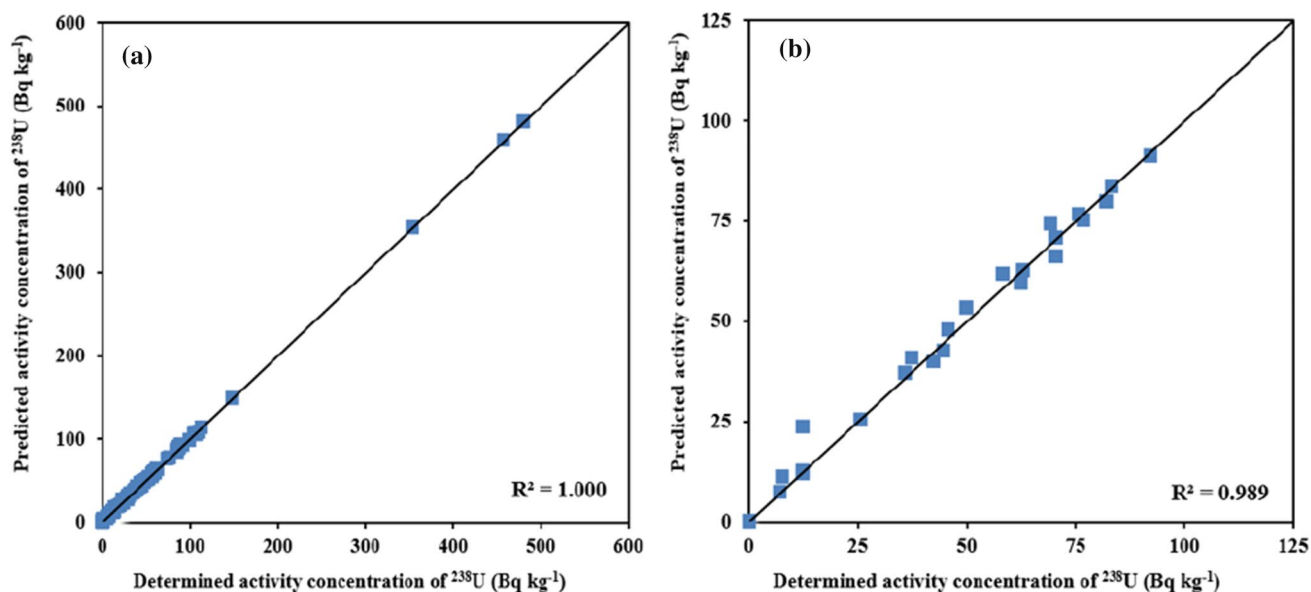 Predicted activity concentration of ²³⁸U (Bq kg⁻¹)
600
500
400
300
200
100
0
(a)
R² = 1.000
0 100 200 300 400 500 600
Determined activity concentration of ²³⁸U (Bq kg⁻¹)
Predicted activity concentration of ²³⁸U (Bq kg⁻¹)
125
100
75
50
25
0
(b)
R² = 0.989
0 25 50 75 100 125
Determined activity concentration of ²³⁸U (Bq kg⁻¹)